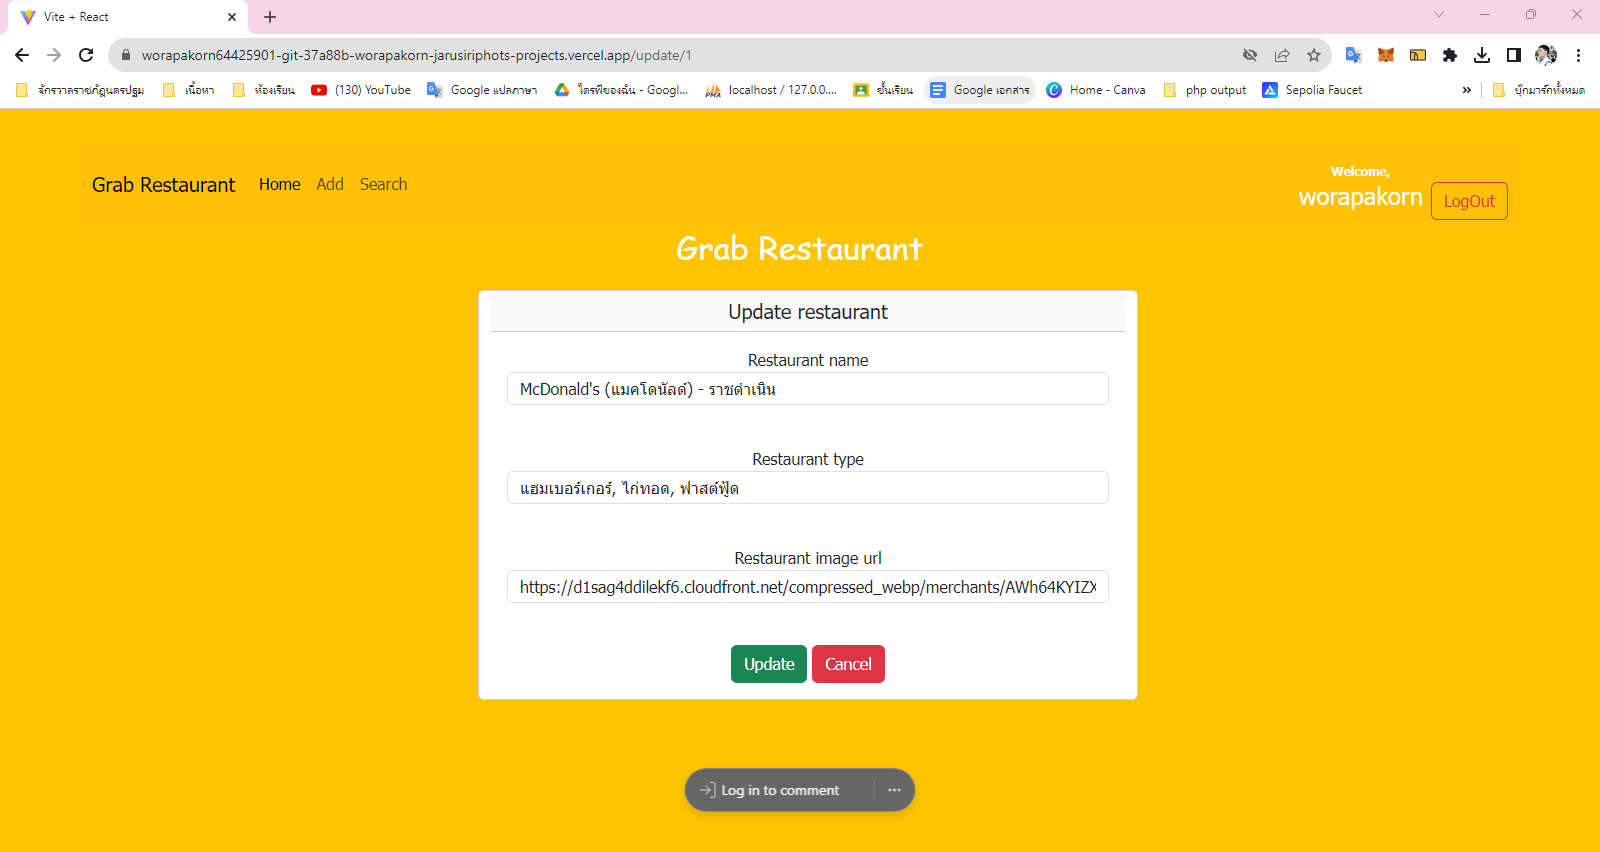 Vite + React
worapakorn64425901-git-37a88b-worapakorn-jarusiriphots-projects.vercel.app/update/1
จักรวาลราชภัฏนครปฐม เนื้อหา ห้องเรียน (130) YouTube Google แปลภาษา ไดรฟ์ของฉัน - Googl... PMA localhost / 127.0.0.... ชั้นเรียน Google เอกสาร Home - Canva php output Sepolia Faucet » บุ๊กมาร์กทั้งหมด
Grab Restaurant Home Add Search
Welcome,
worapakorn LogOut
Grab Restaurant
Update restaurant
Restaurant name
McDonald's (แมคโดนัลด์) - ราชดำเนิน
Restaurant type
แฮมเบอร์เกอร์, ไก่ทอด, ฟาสต์ฟู้ด
Restaurant image url
https://d1sag4ddilekf6.cloudfront.net/compressed_webp/merchants/AWh64KYIZX
Update Cancel
Log in to comment